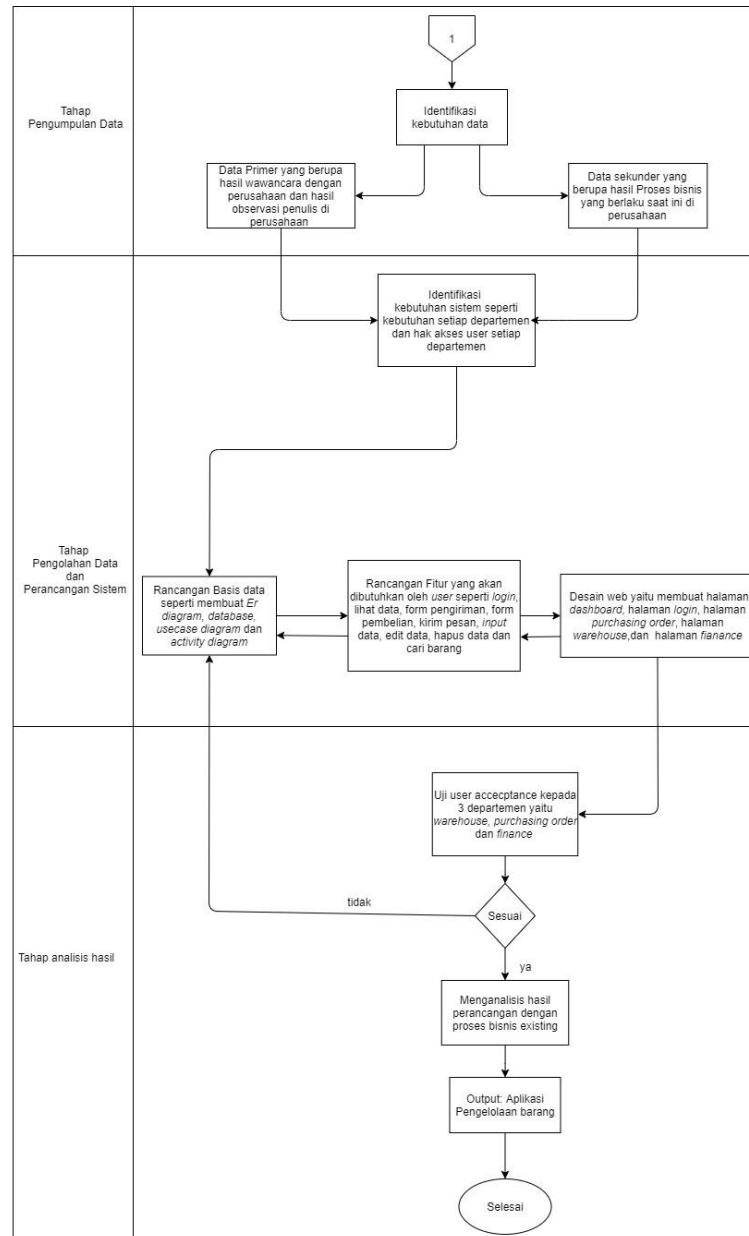 1
Tahap
Pengumpulan Data
Identifikasi
kebutuhan data
Data Primer yang berupa
hasil wawancara dengan
perusahaan dan hasil
observasi penulis di
perusahaan
Data sekunder yang
berupa hasil Proses bisnis
yang berlaku saat ini di
perusahaan
Identifikasi
kebutuhan sistem seperti
kebutuhan setiap departemen
dan hak akses user setiap
departemen
Tahap
Pengolahan Data
dan
Perancangan Sistem
Rancangan Basis data
seperti membuat Er
diagram, database,
usecase diagram dan
activity diagram
Rancangan Fitur yang akan
dibutuhkan oleh user seperti login,
lihat data, form pengiriman, form
pembelian, kirim pesan, input
data, edit data, hapus data dan
cari barang
Desain web yaitu membuat halaman
dashboard, halaman login, halaman
purchasing order, halaman
warehouse,dan halaman fianance
Uji user accecptance kepada
3 departemen yaitu
warehouse, purchasing order
dan finance
tidak
Sesuai
Tahap analisis hasil
ya
Menganalisis hasil
perancangan dengan
proses bisnis existing
Output: Aplikasi
Pengelolaan barang
Selesai